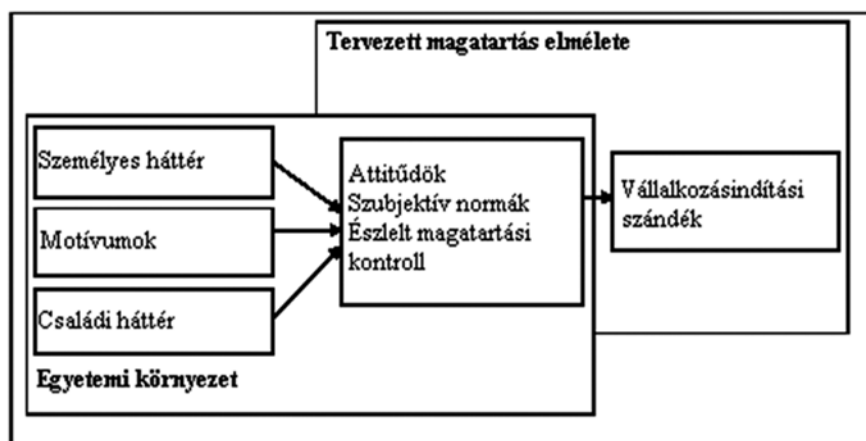 Tervezett magatartás elmélete
Személyes háttér
Motívumok
Családi háttér
Egyetemi környezet
Attitűdök
Szubjektív normák
Észlelt magatartási
kontroll
Vállalkozásindítási
szándék